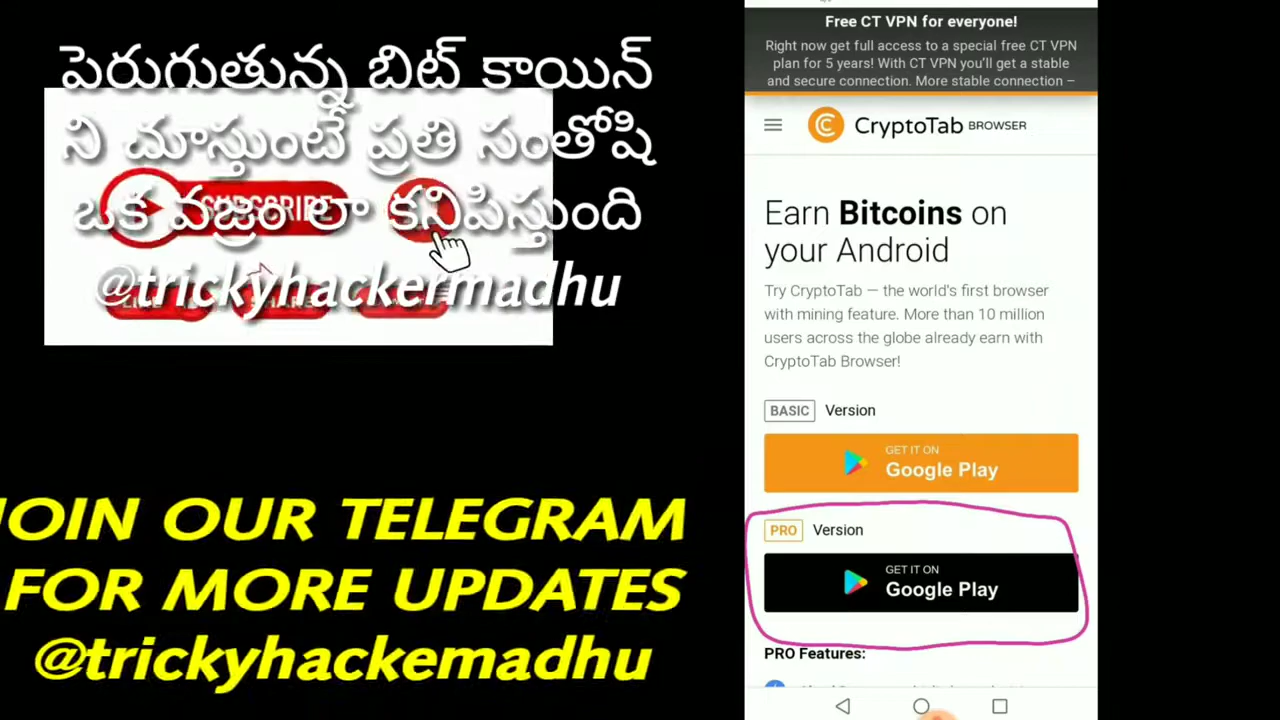 పెరుగుతున్న బిట్ కాయిన్
ని చూస్తుంటే ప్రతి సంతోషి
ఒక వజ్రం లా కనిపిస్తుంది
@trickyhackermadhu
SUBSCRIBE
SHARE
JOIN OUR TELEGRAM
FOR MORE UPDATES
@trickyhackemadhu
Free CT VPN for everyone!
Right now get full access to a special free CT VPN
plan for 5 years! With CT VPN you'll get a stable
and secure connection. More stable connection –
CryptoTab BROWSER
Earn Bitcoins on
your Android
Try CryptoTab — the world's first browser
with mining feature. More than 10 million
users across the globe already earn with
CryptoTab Browser!
BASIC Version
GET IT ON
Google Play
PRO Version
GET IT ON
Google Play
PRO Features: